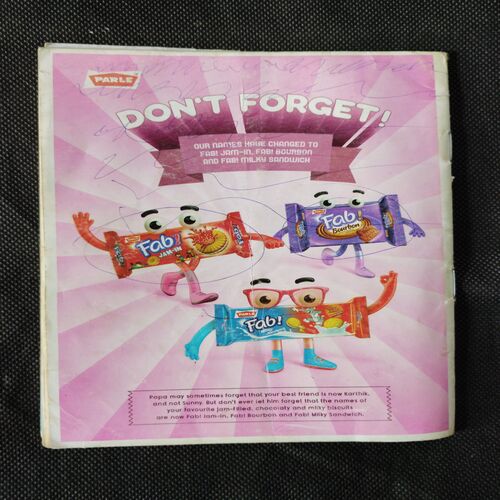 PARLE
DON'T FORGET!
OUR NAMES HAVE CHANGED TO
FAB! JAM-IN, FAB! BOURBON
AND FAB! MILKY SANDWICH
PARLE
Fab!
JAM-IN
PARLE
Fab!
Bourbon
PARLE
Fab!
Papa may sometimes forget that your best friend is now Karthik,
and not Sunny. But don't ever let him forget that the names of
your favourite jam-filled, chocolaty and milky biscuits
are now Fab! Jam-in, Fab! Bourbon and Fab! Milky Sandwich.